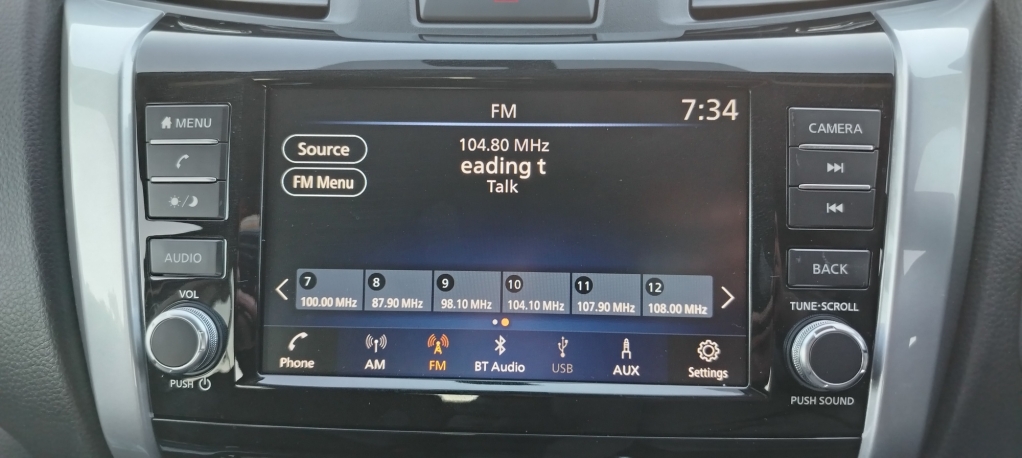 MENU
AUDIO
VOL
PUSH
FM
7:34
Source
104.80 MHz
eading t
FM Menu
Talk
7
8
9
10
11
12
100.00 MHz
87.90 MHz
98.10 MHz
104.10 MHz
107.90 MHz
108.00 MHz
Phone
AM
FM
BT Audio
USB
AUX
Settings
CAMERA
BACK
TUNE·SCROLL
PUSH SOUND